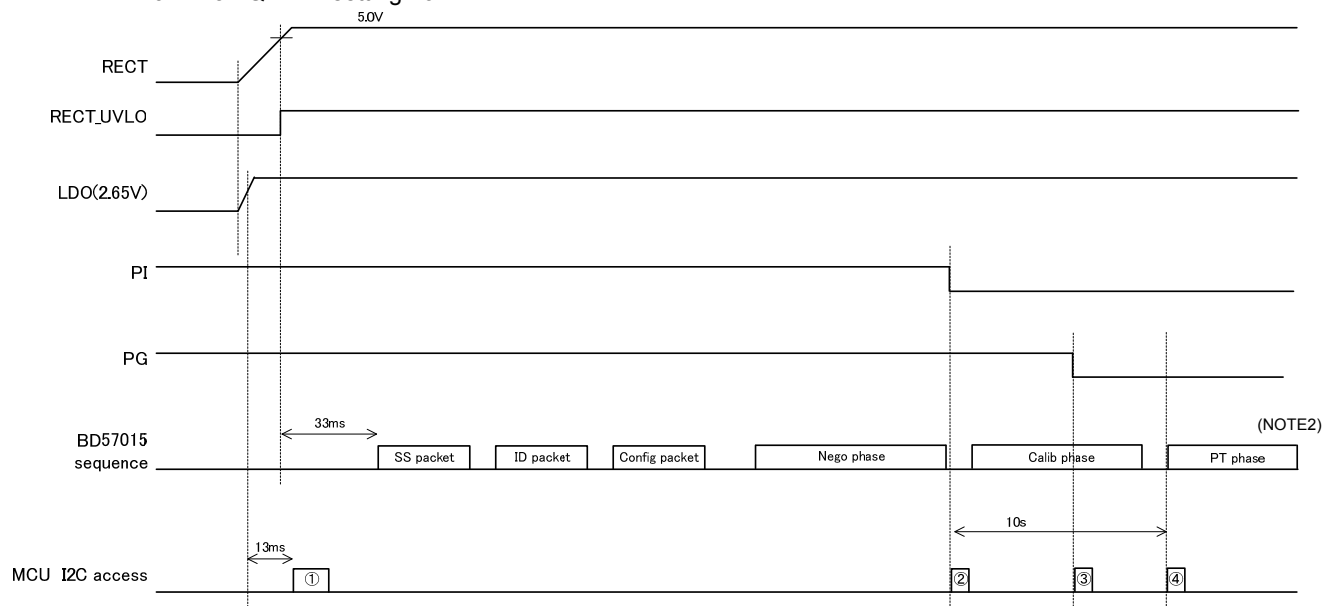 5.0V
RECT
RECT_UVLO
LDO(2.65V)
PI
PG
33ms
(NOTE2)
BD57015
sequence
SS packet
ID packet
Config packet
Nego phase
Calib phase
PT phase
10s
13ms
MCU I2C access
①
②
③
④